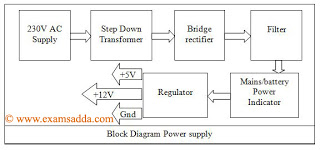 230V AC
Supply
Step Down
Transformer
Bridge
rectifier
Filter
+5V
+12V
Gnd
Regulator
Mains/battery
Power
Indicator
© www.examsadda.com
Block Diagram Power supply